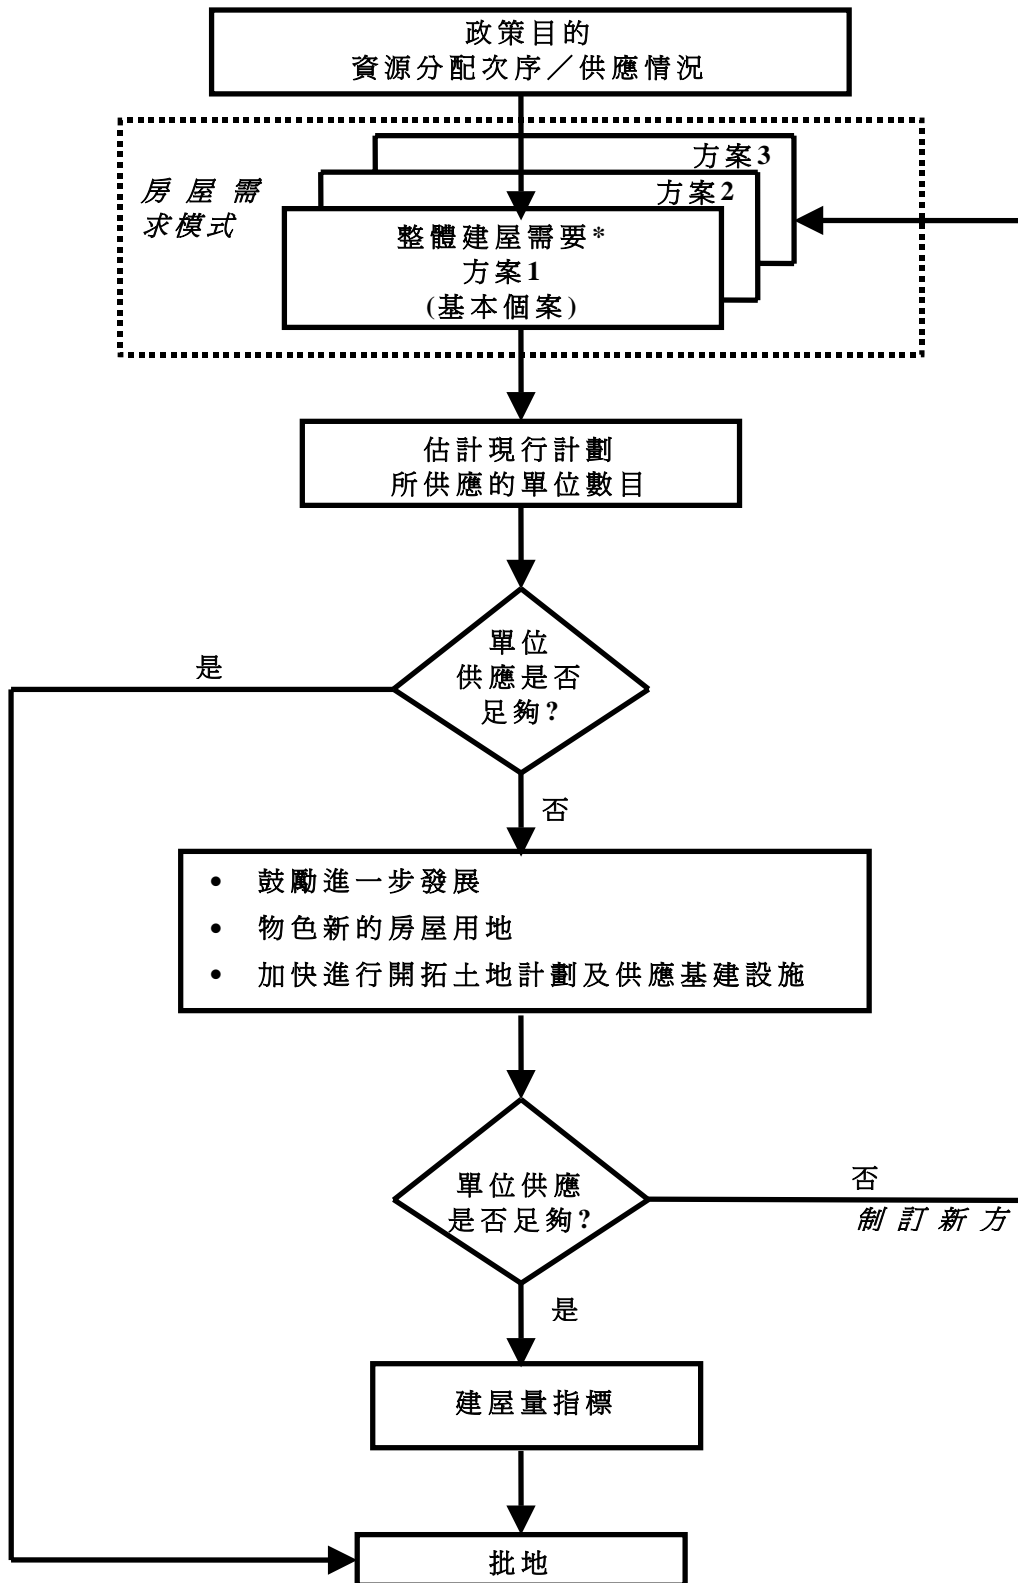 政策目的
資源分配次序／供應情況
方案3
方案2
房屋需
求模式
整體建屋需要*
方案1
(基本個案)
估計現行計劃
所供應的單位數目
單位
供應是否
足夠?
是
否
• 鼓勵進一步發展
• 物色新的房屋用地
• 加快進行開拓土地計劃及供應基建設施
單位供應
是否足夠?
否
制訂新方
是
建屋量指標
批地